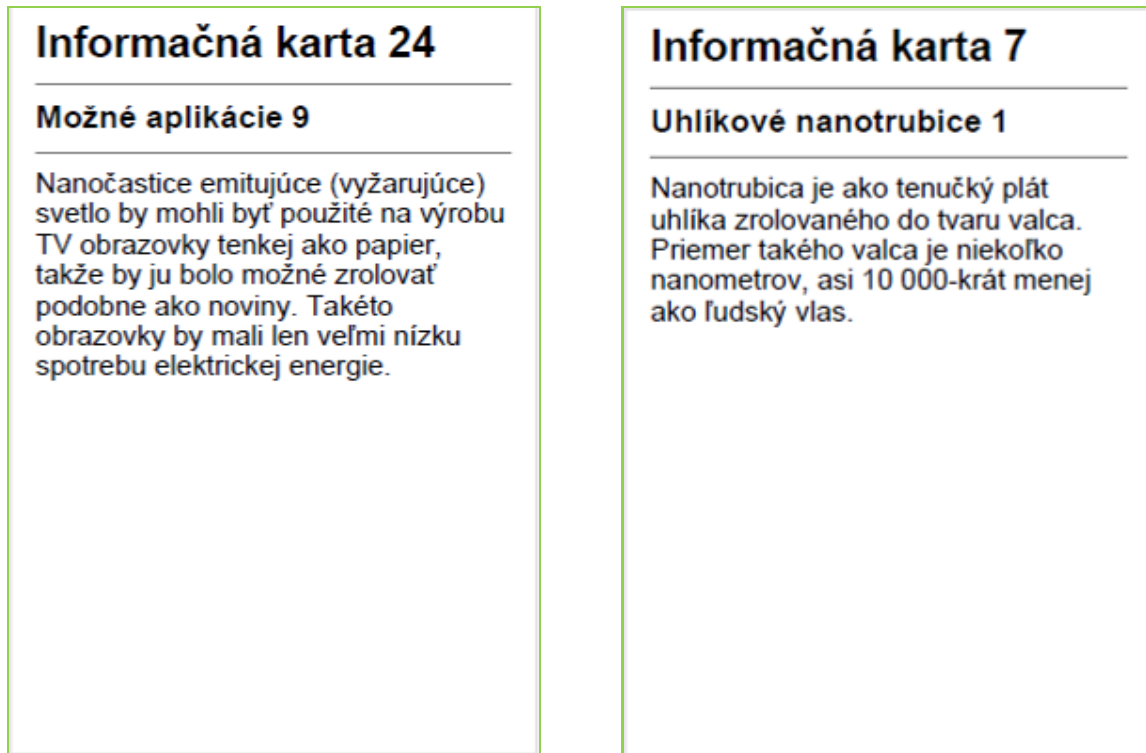 Informačná karta 24
Možné aplikácie 9
Nanočastice emitujúce (vyžarujúce)
svetlo by mohli byť použité na výrobu
TV obrazovky tenkej ako papier,
takže by ju bolo možné zrolovať
podobne ako noviny. Takéto
obrazovky by mali len veľmi nízku
spotrebu elektrickej energie.
Informačná karta 7
Uhlíkové nanotrubice 1
Nanotrubica je ako tenučký plát
uhlíka zrolovaného do tvaru valca.
Priemer takého valca je niekoľko
nanometrov, asi 10 000-krát menej
ako ľudský vlas.